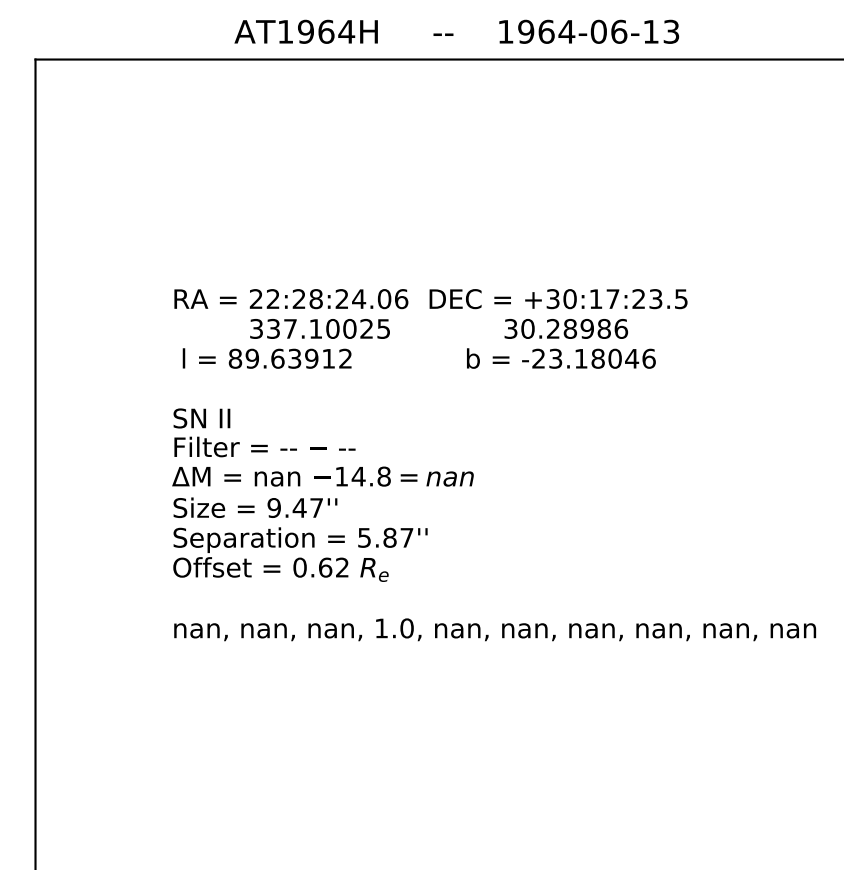 AT1964H -- 1964-06-13
RA = 22:28:24.06 DEC = +30:17:23.5
337.10025 30.28986
l = 89.63912 b = -23.18046
SN II
Filter = -- − --
ΔM = nan −14.8 = nan
Size = 9.47''
Separation = 5.87''
Offset = 0.62 Rₑ
nan, nan, nan, 1.0, nan, nan, nan, nan, nan, nan